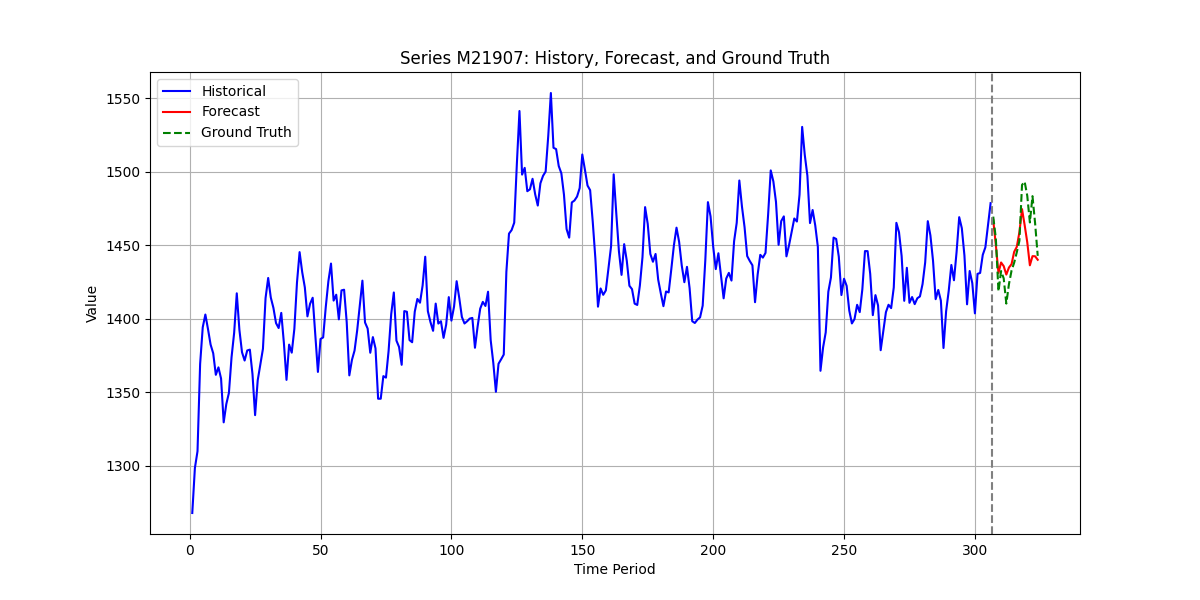 Series M21907: History, Forecast, and Ground Truth
Historical
Forecast
Ground Truth
Value
1550
1500
1450
1400
1350
1300
0 50 100 150 200 250 300
Time Period